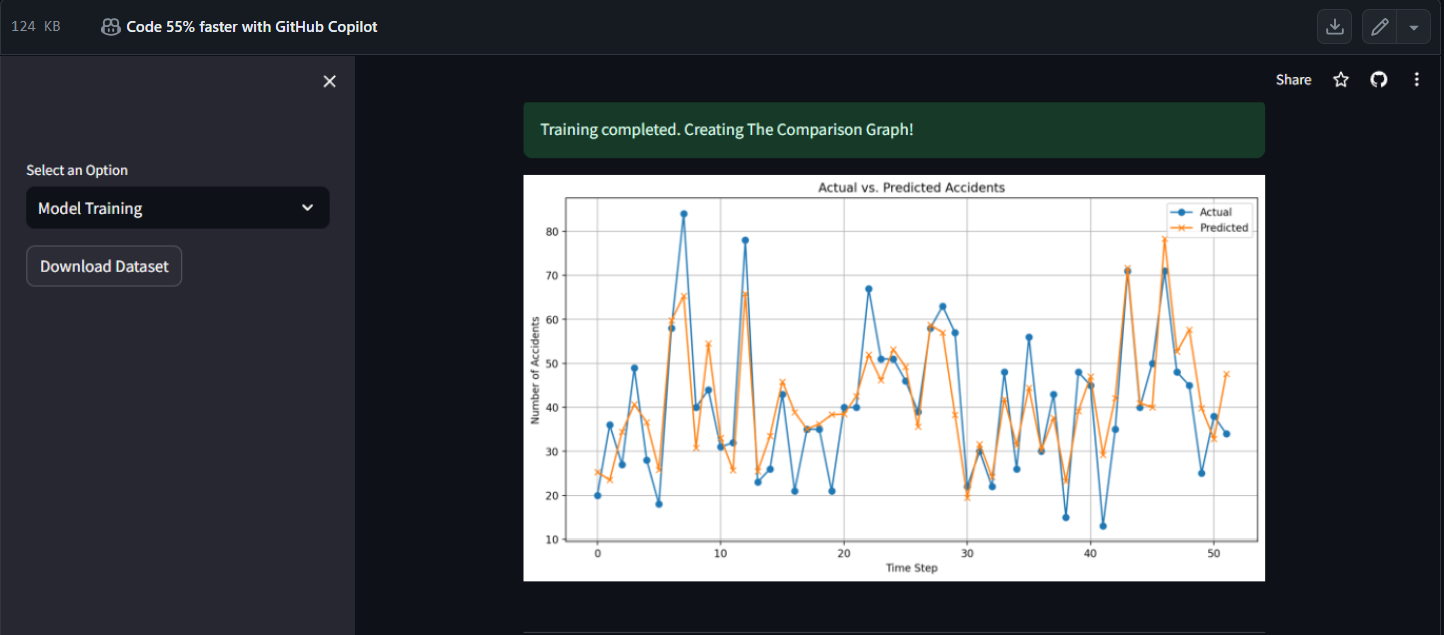 124 KB
Code 55% faster with GitHub Copilot
Share
Select an Option
Model Training
Download Dataset
Training completed. Creating The Comparison Graph!
Actual vs. Predicted Accidents
Actual
Predicted
Number of Accidents
80
70
60
50
40
30
20
10
0 10 20 30 40 50
Time Step